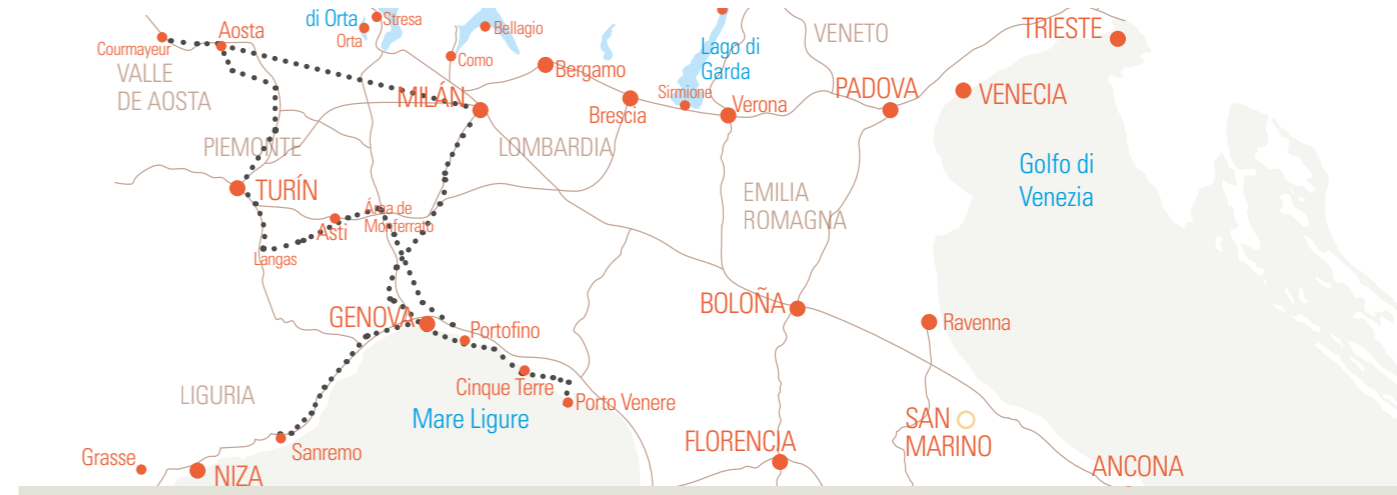 di Orta
Stresa
Orta
Bellagio
Como
Aosta
Courmayeur
VALLE
DE AOSTA
Bergamo
MILÁN
Brescia
Sirmione
Lago di
Garda
Verona
VENETO
PADOVA
TRIESTE
VENECIA
PIEMONTE
LOMBARDIA
Golfo di
Venezia
TURÍN
EMILIA
ROMAGNA
Área de
Monferrato
Asti
Langas
GENOVA
Portofino
BOLOÑA
Ravenna
Cinque Terre
Porto Venere
LIGURIA
Mare Ligure
SAN
MARINO
FLORENCIA
Sanremo
Grasse
NIZA
ANCONA